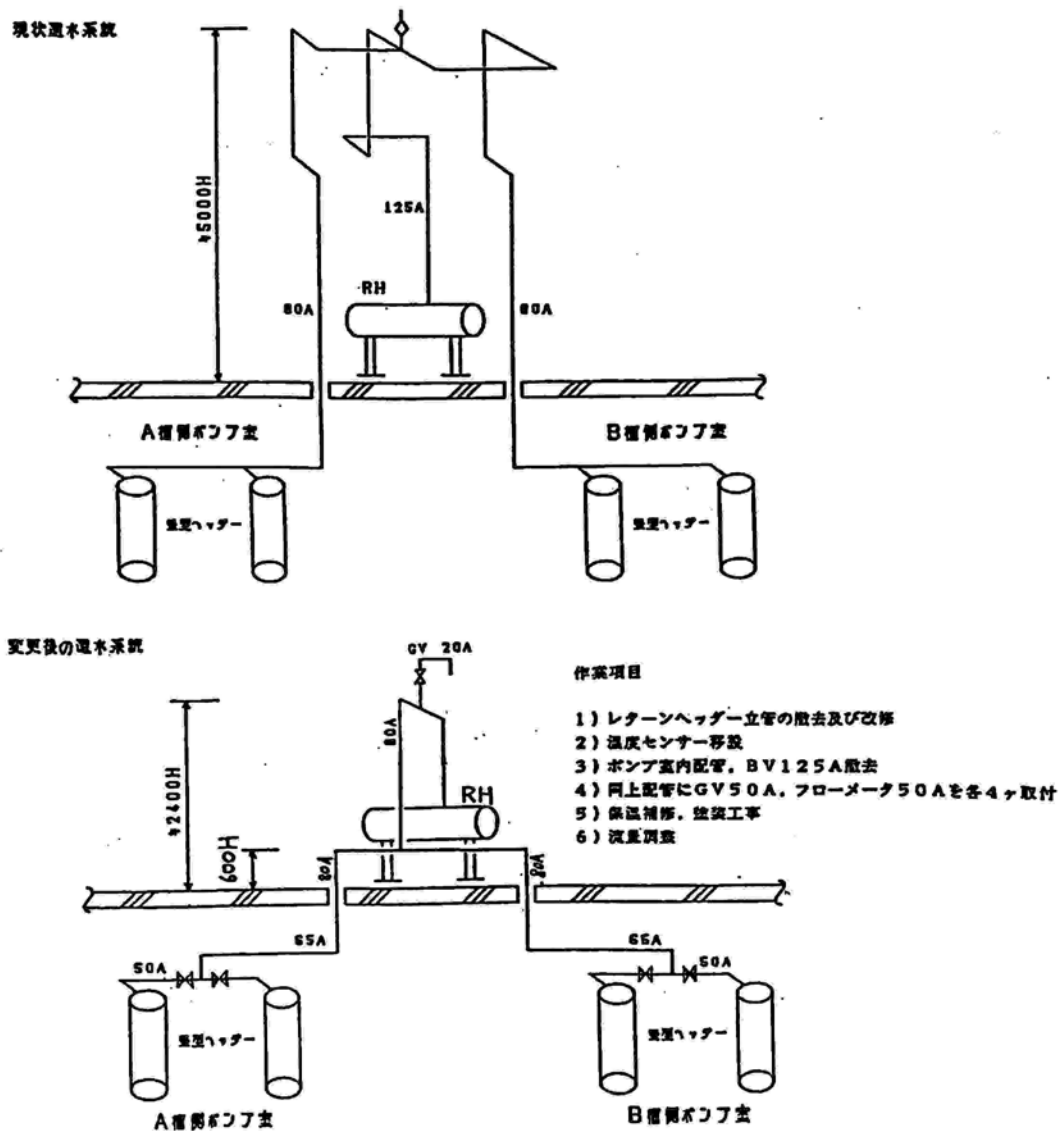 現状還水系統
≒5000H
125A
RH
80A
80A
A槽側ポンプ室
B槽側ポンプ室
竪型ヘッダー
竪型ヘッダー
変更後の還水系統
GV 20A
作業項目
1）レターンヘッダー立管の撤去及び改修
2）温度センサー移設
3）ポンプ室内配管，BV125A撤去
4）同上配管にGV50A，フローメータ50Aを各4ヶ取付
5）保温補修，塗装工事
6）流量調整
≒2400H
600H
80A
RH
80A
80A
65A
65A
50A
50A
竪型ヘッダー
竪型ヘッダー
A槽側ポンプ室
B槽側ポンプ室